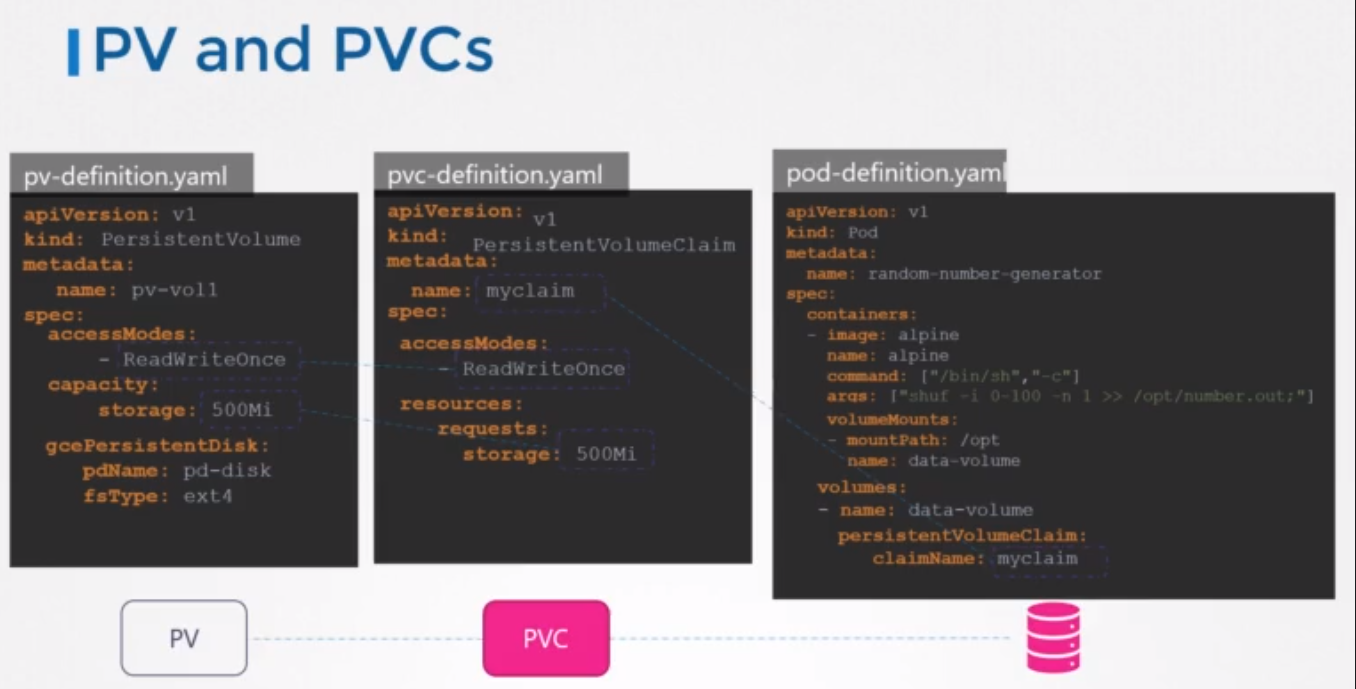 PV and PVCs
pv-definition.yaml
apiVersion: v1
kind: PersistentVolume
metadata:
name: pv-vol1
spec:
accessModes:
- ReadWriteOnce
capacity:
storage: 500Mi
gcePersistentDisk:
pdName: pd-disk
fsType: ext4
pvc-definition.yaml
apiVersion: v1
kind: PersistentVolumeClaim
metadata:
name: myclaim
spec:
accessModes:
- ReadWriteOnce
resources:
requests:
storage: 500Mi
pod-definition.yaml
apiVersion: v1
kind: Pod
metadata:
name: random-number-generator
spec:
containers:
- image: alpine
name: alpine
command: ["/bin/sh","-c"]
args: ["shuf -i 0-100 -n 1 >> /opt/number.out;"]
volumeMounts:
- mountPath: /opt
name: data-volume
volumes:
- name: data-volume
persistentVolumeClaim:
claimName: myclaim
PV
PVC